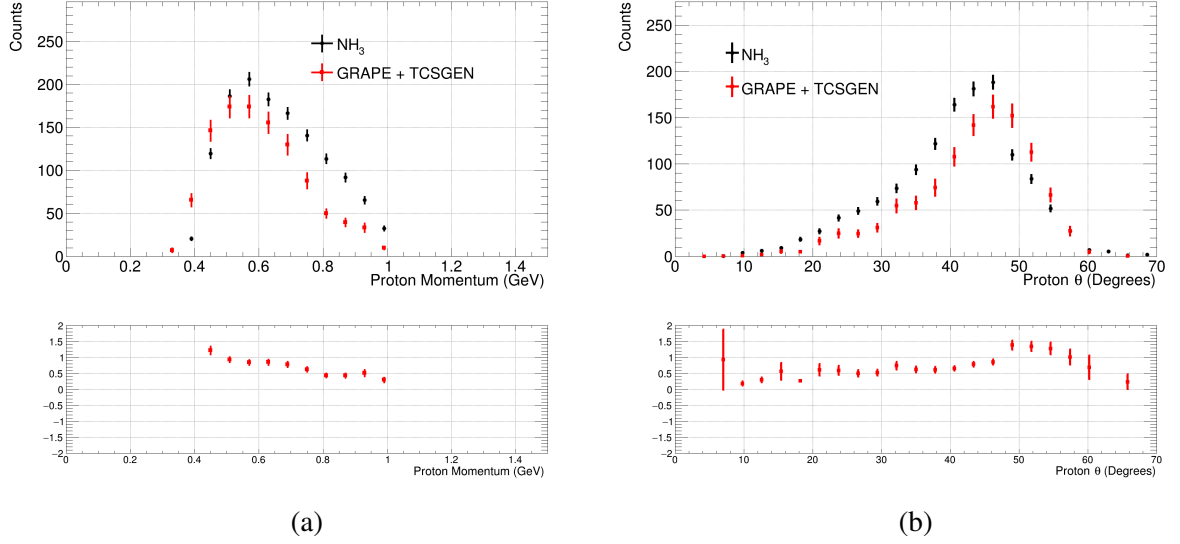 Counts
250
200
150
100
50
0
NH3
GRAPE + TCSGEN
0 0.2 0.4 0.6 0.8 1 1.2 1.4
Proton Momentum (GeV)
2
1.5
1
0.5
0
−0.5
−1
−1.5
−2
0 0.2 0.4 0.6 0.8 1 1.2 1.4
Proton Momentum (GeV)
(a)
Counts
250
200
150
100
50
0
NH3
GRAPE + TCSGEN
0 10 20 30 40 50 60 70
Proton θ (Degrees)
2
1.5
1
0.5
0
−0.5
−1
−1.5
−2
0 10 20 30 40 50 60 70
Proton θ (Degrees)
(b)